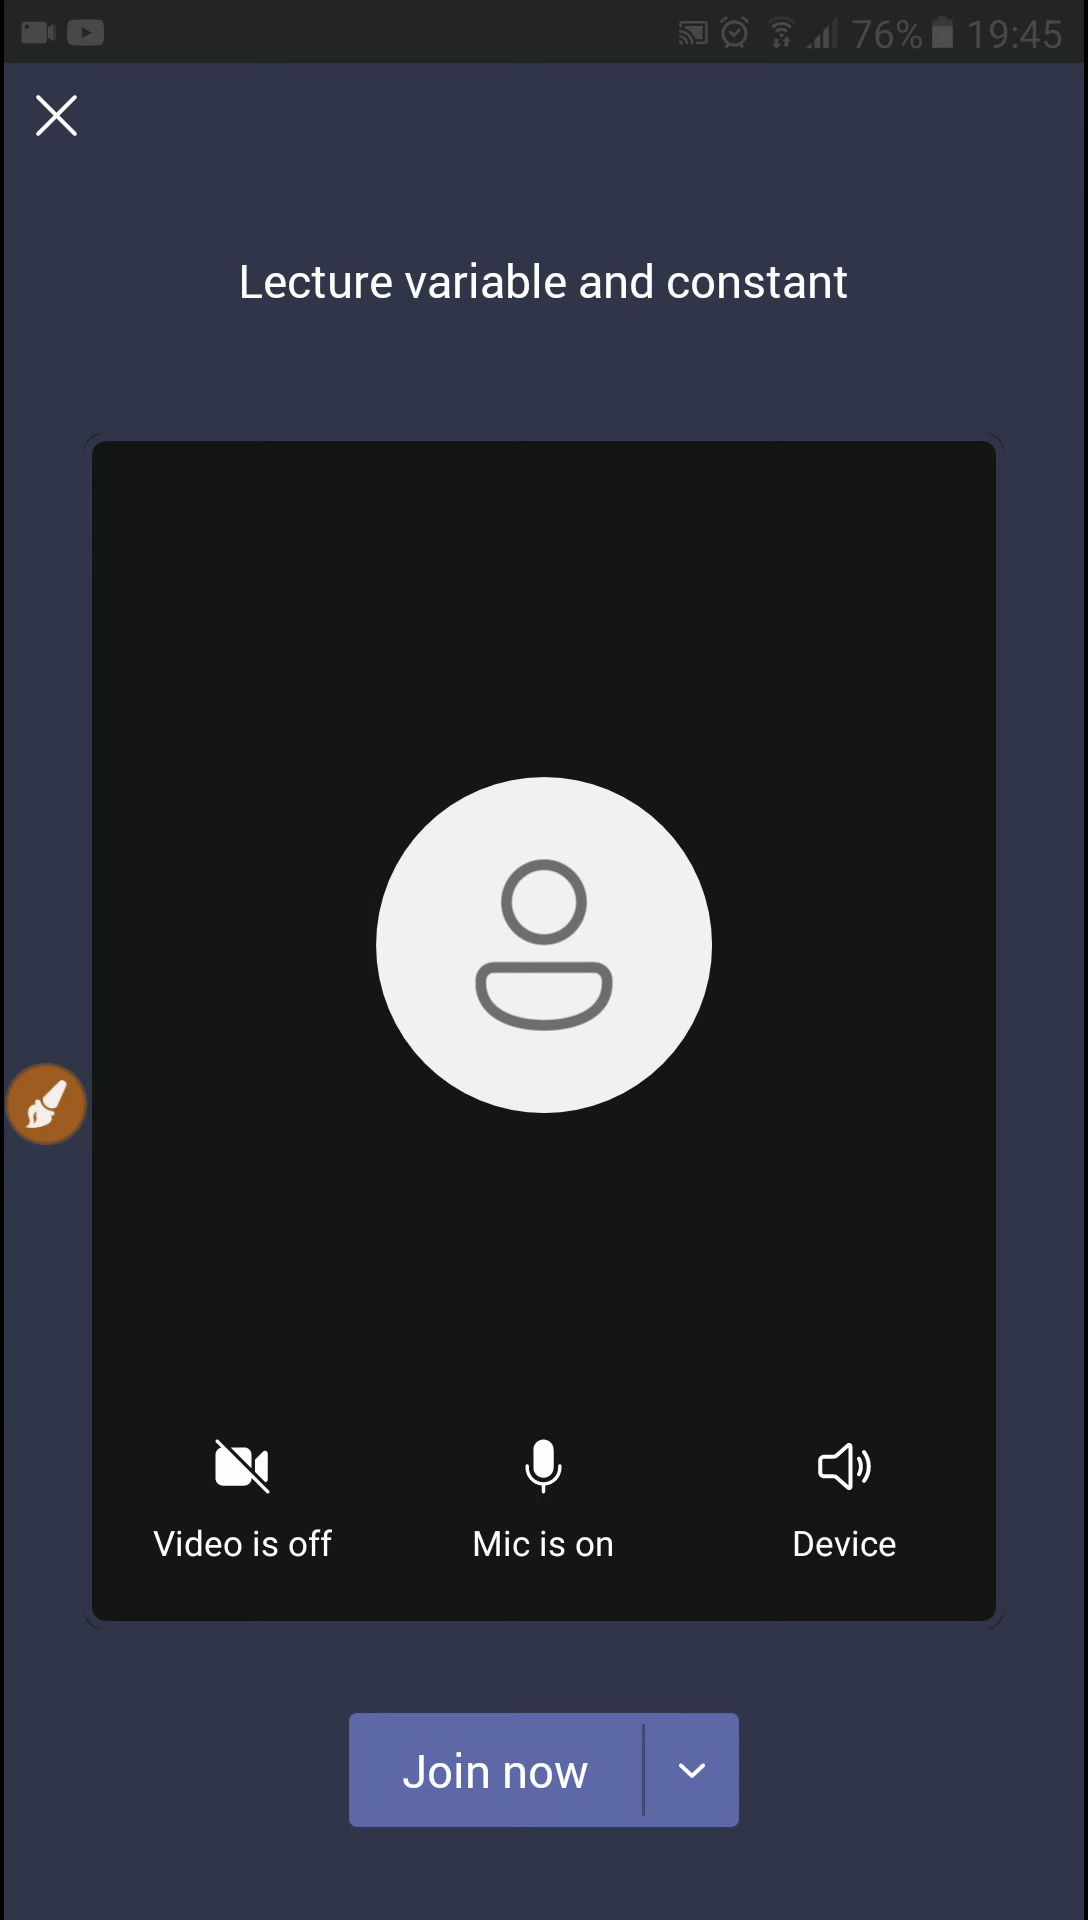 76% 19:45
Lecture variable and constant
Video is off Mic is on Device
Join now